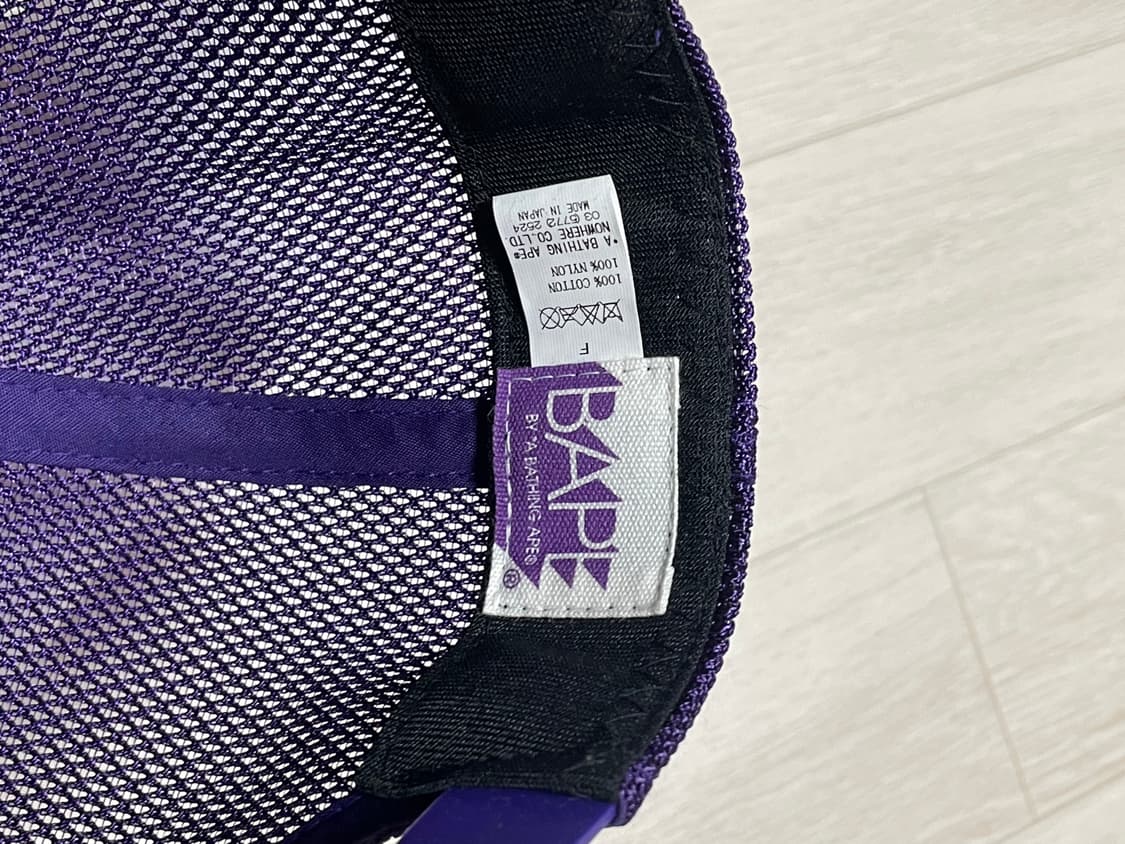 BAPE
BY *A BATHING APE®
®
F
100% COTTON
100% NYLON
*A BATHING APE®
NOWHERE CO.,LTD.
03 (5772) 2524
MADE IN JAPAN